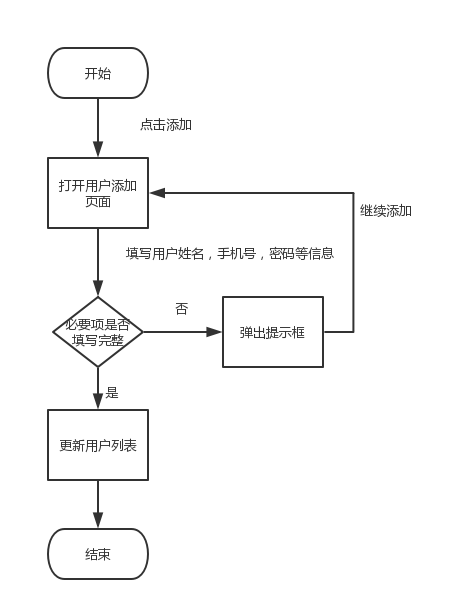 开始
点击添加
打开用户添加
页面
继续添加
填写用户姓名，手机号，密码等信息
否
必要项是否
填写完整
弹出提示框
是
更新用户列表
结束